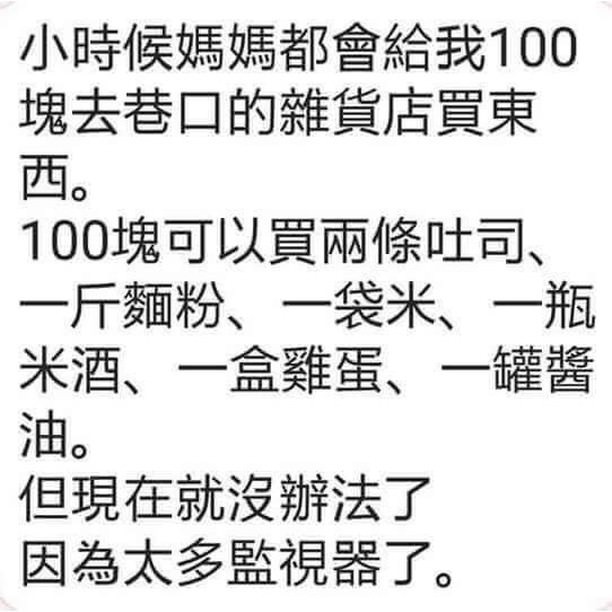 小時候媽媽都會給我100
塊去巷口的雜貨店買東
西。
100塊可以買兩條吐司、
一斤麵粉、一袋米、一瓶
米酒、一盒雞蛋、一罐醬
油。
但現在就沒辦法了
因為太多監視器了。